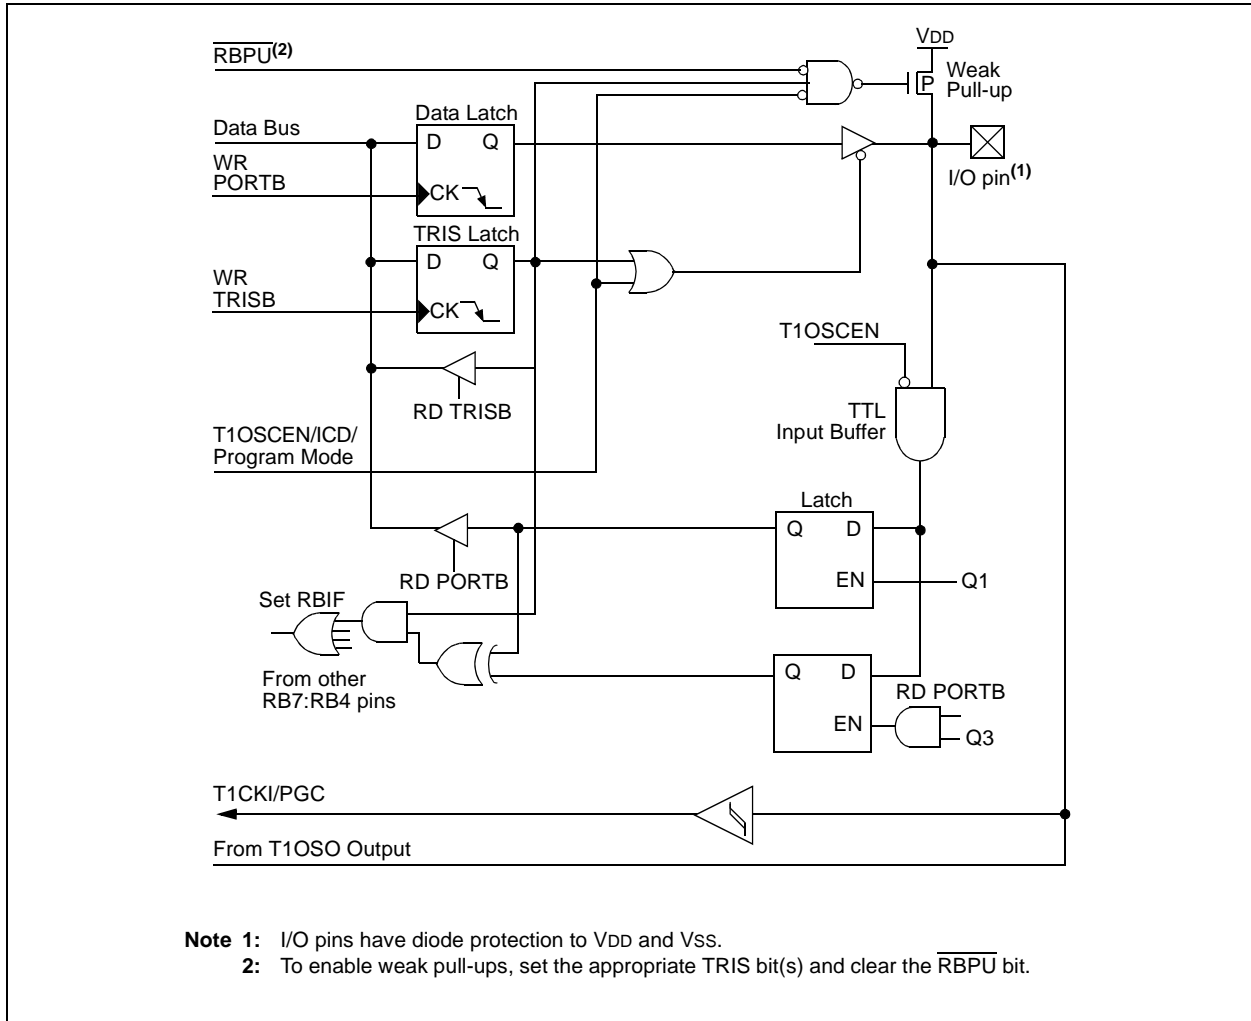 VDD
RBPU(2)
Weak
Pull-up
P
Data Latch
Data Bus
D Q
WR
PORTB
CK
I/O pin(1)
TRIS Latch
D Q
WR
TRISB
CK
T1OSCEN
RD TRISB
TTL
Input Buffer
T1OSCEN/ICD/
Program Mode
Latch
Q D
EN
Q1
RD PORTB
Set RBIF
From other
RB7:RB4 pins
Q D
RD PORTB
EN
Q3
T1CKI/PGC
From T1OSO Output
Note 1: I/O pins have diode protection to VDD and VSS.
2: To enable weak pull-ups, set the appropriate TRIS bit(s) and clear the RBPU bit.